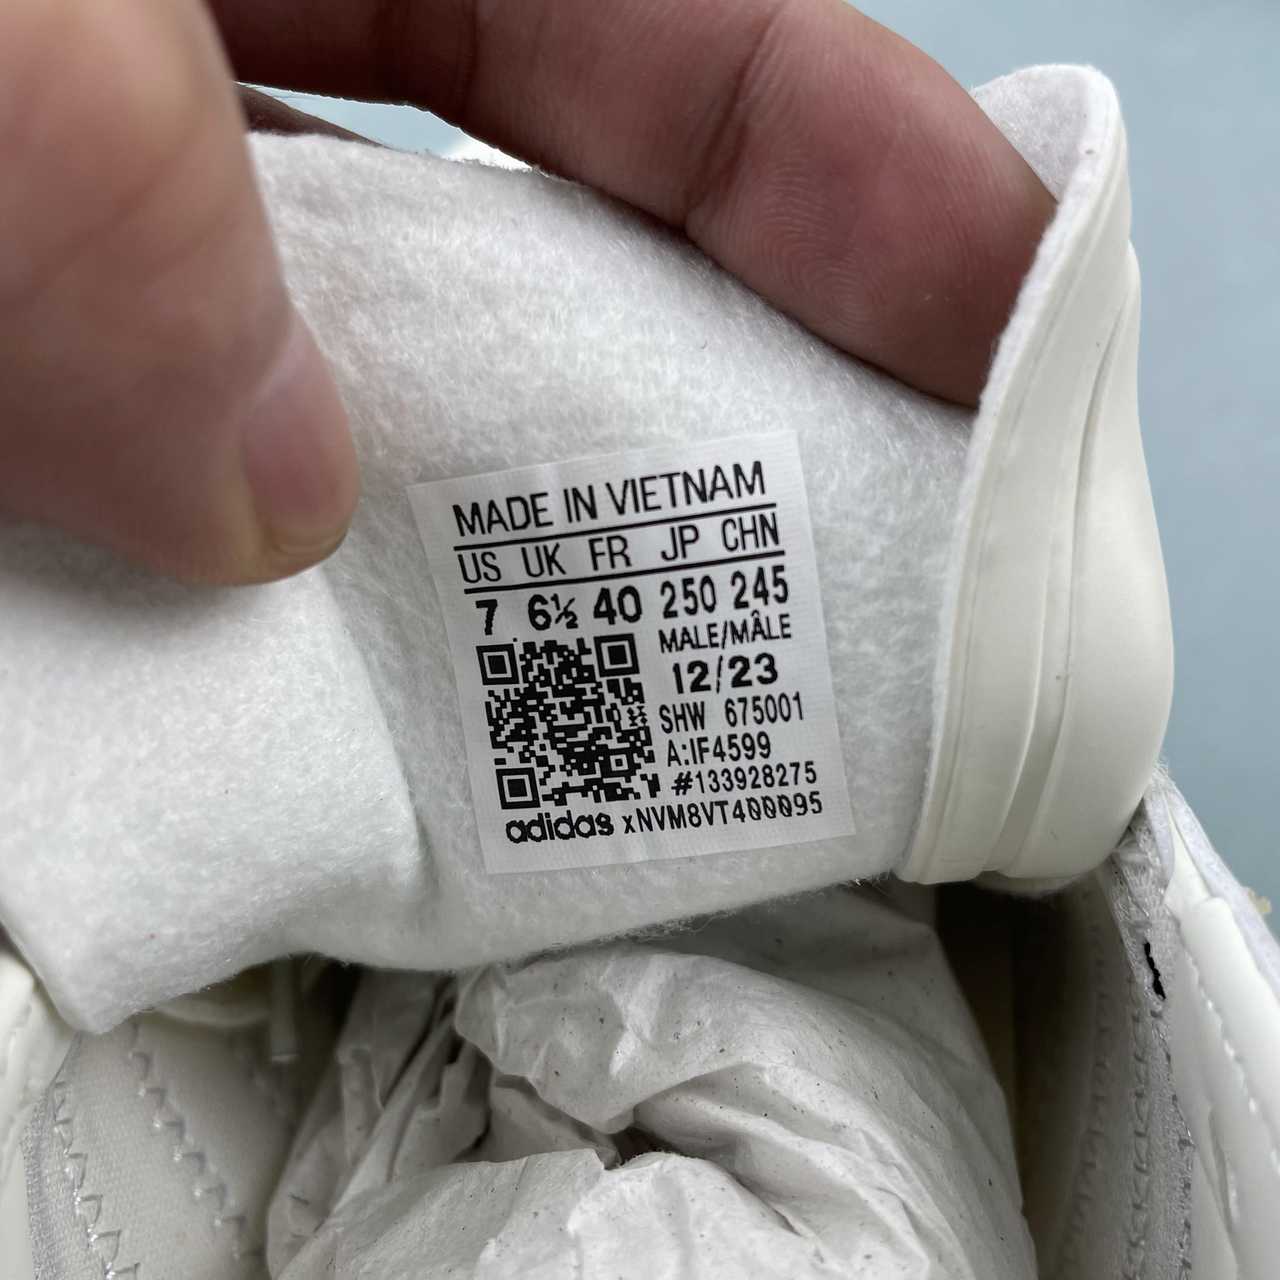 MADE IN VIETNAM
US UK FR JP CHN
7 6½ 40 250 245
MALE/MÂLE
12/23
SHW 675001
A:IF4599
#133928275
adidas xNVM8VT400095